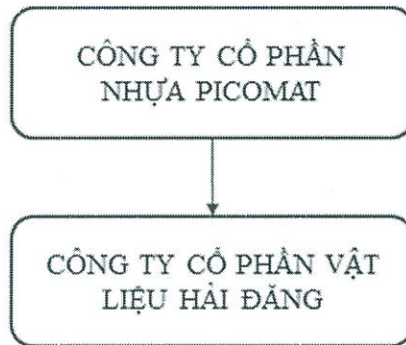 CÔNG TY CỔ PHẦN
NHỰA PICOMAT
CÔNG TY CỔ PHẦN VẬT
LIỆU HẢI ĐĂNG